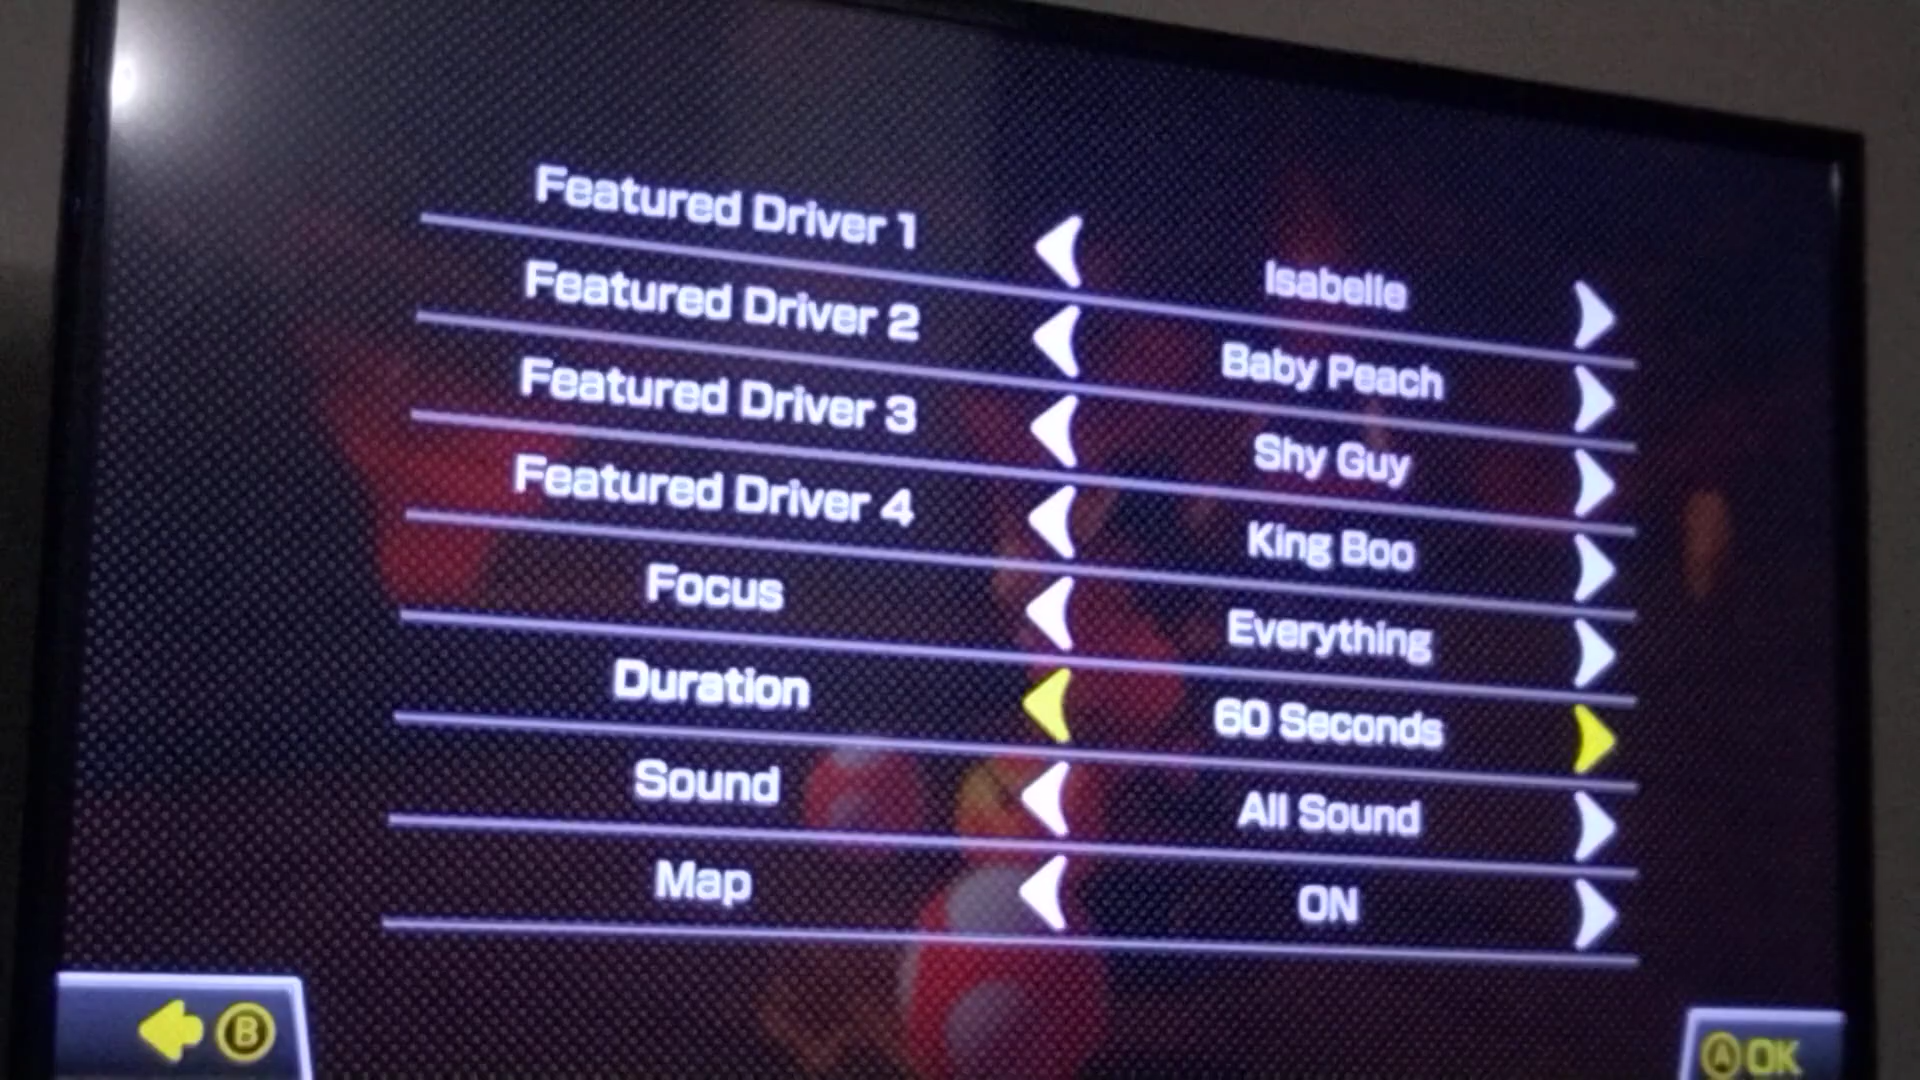 Featured Driver 1 Isabelle
Featured Driver 2 Baby Peach
Featured Driver 3 Shy Guy
Featured Driver 4 King Boo
Focus Everything
Duration 60 Seconds
Sound All Sound
Map ON
B
A OK